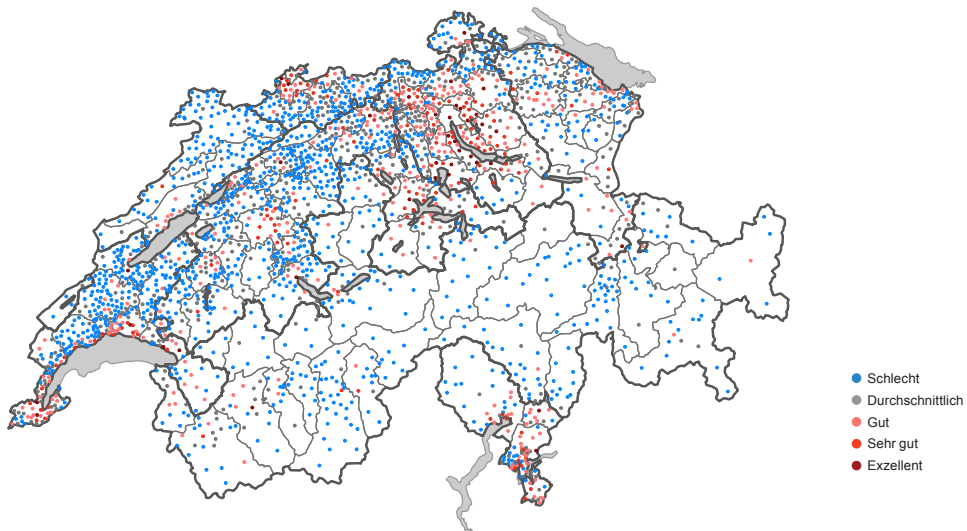 Schlecht
Durchschnittlich
Gut
Sehr gut
Exzellent